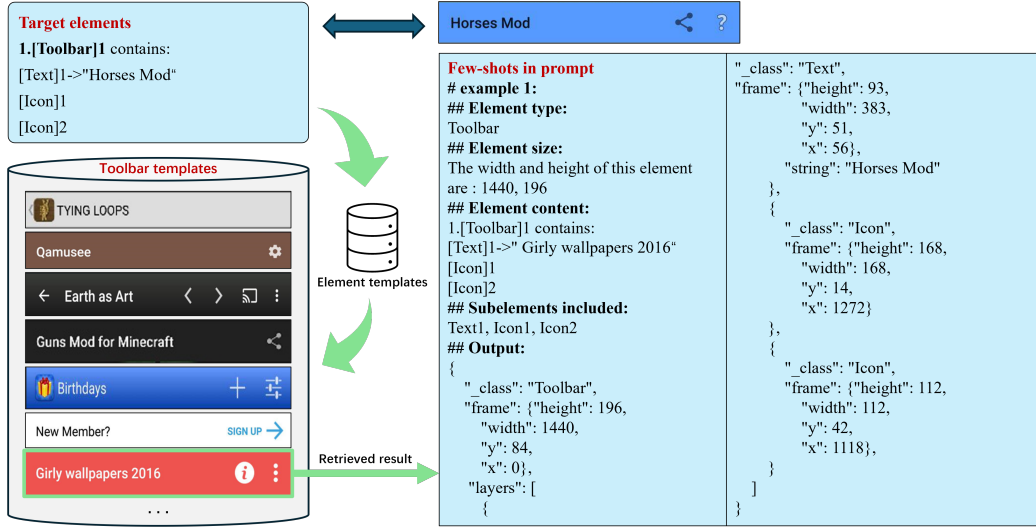 Target elements
1.[Toolbar]1 contains:
[Text]1->"Horses Mod“
[Icon]1
[Icon]2
Horses Mod
?
Toolbar templates
TYING LOOPS
Qamusee
Earth as Art
Guns Mod for Minecraft
Birthdays
New Member?
SIGN UP
Girly wallpapers 2016
i
. . .
Element templates
Retrieved result
Few-shots in prompt
# example 1:
## Element type:
Toolbar
## Element size:
The width and height of this element
are : 1440, 196
## Element content:
1.[Toolbar]1 contains:
[Text]1->" Girly wallpapers 2016“
[Icon]1
[Icon]2
## Subelements included:
Text1, Icon1, Icon2
## Output:
{
"_class": "Toolbar",
"frame": {"height": 196,
"width": 1440,
"y": 84,
"x": 0},
"layers": [
{
"_class": "Text",
"frame": {"height": 93,
"width": 383,
"y": 51,
"x": 56},
"string": "Horses Mod"
},
{
"_class": "Icon",
"frame": {"height": 168,
"width": 168,
"y": 14,
"x": 1272}
},
{
"_class": "Icon",
"frame": {"height": 112,
"width": 112,
"y": 42,
"x": 1118},
}
]
}